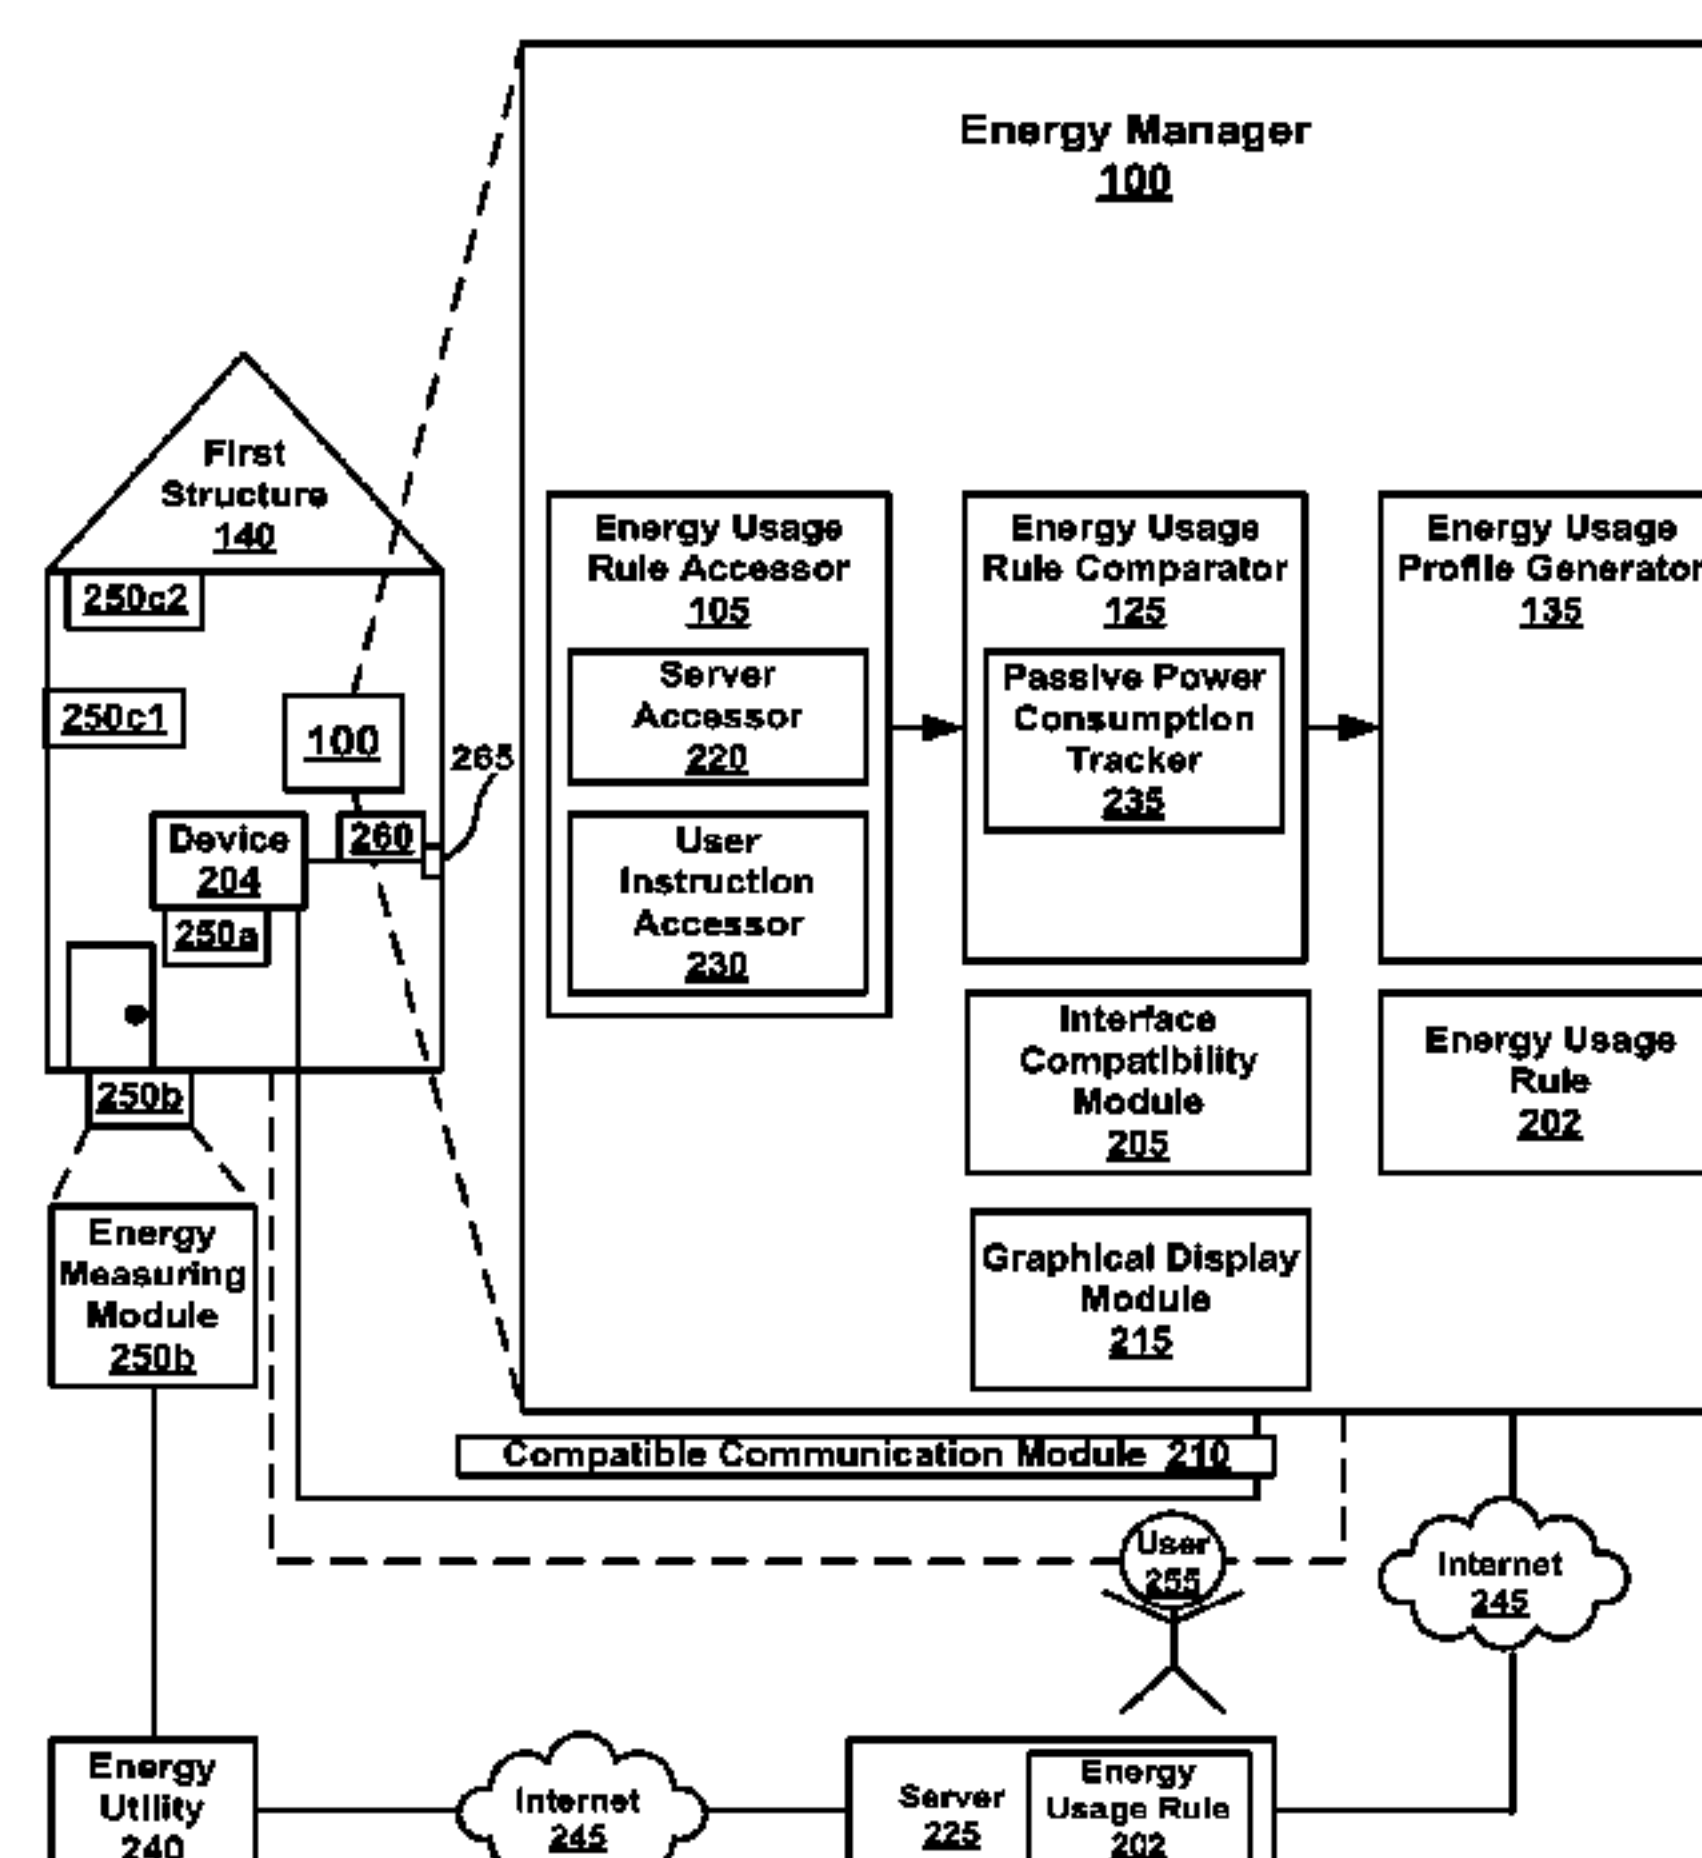 Energy Manager
100
First
Structure
140
250c2
250c1
100
265
Device
204
260
250a
250b
Energy
Measuring
Module
250b
Energy Usage
Rule Accessor
105
Server
Accessor
220
User
Instruction
Accessor
230
Energy Usage
Rule Comparator
125
Passive Power
Consumption
Tracker
235
Energy Usage
Profile Generator
135
Interface
Compatibility
Module
205
Energy Usage
Rule
202
Graphical Display
Module
215
Compatible Communication Module 210
User
255
Internet
245
Energy
Utility
240
Internet
245
Server
225
Energy
Usage Rule
202